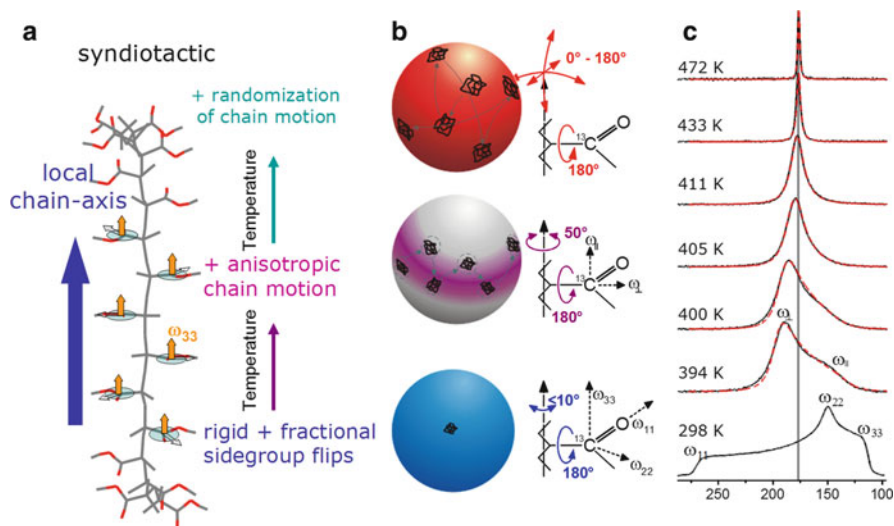 a
syndiotactic
+ randomization
of chain motion
Temperature
local
chain-axis
+ anisotropic
chain motion
ω₃₃
Temperature
rigid + fractional
sidegroup flips
b
0° - 180°
¹³C
O
180°
50°
ω∥
¹³C
O
ω⊥
180°
≤10°
ω₃₃
¹³C
O
ω₁₁
ω₂₂
180°
c
472 K
433 K
411 K
405 K
400 K
394 K
ω⊥
ω∥
298 K
ω₁₁
ω₂₂
ω₃₃
250
200
150
100